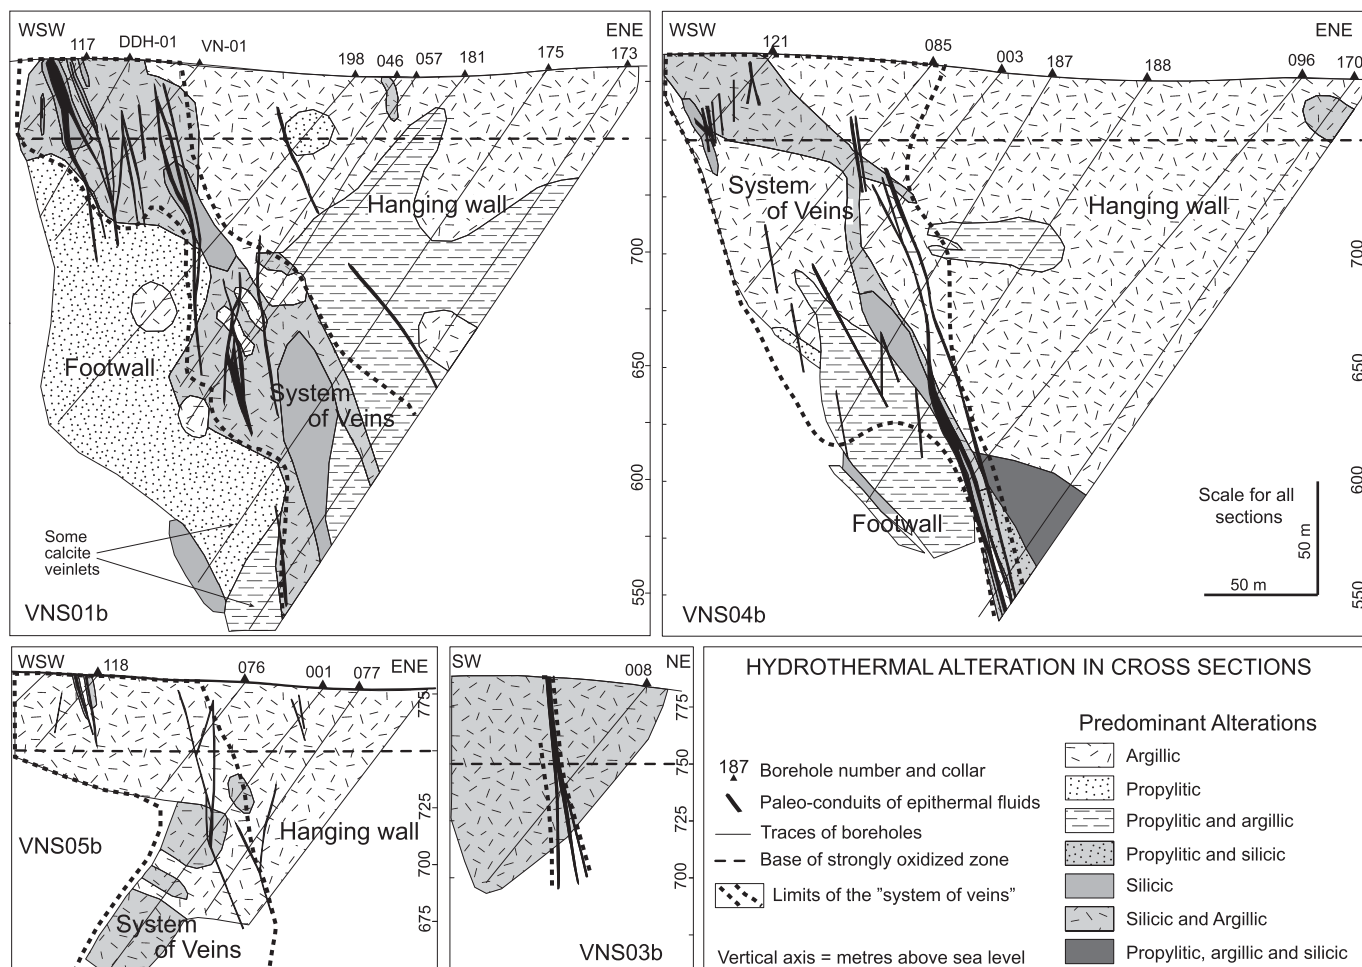 WSW
ENE
117
DDH-01
VN-01
198
046
057
181
175
173
Hanging wall
Footwall
System
of Veins
Some
calcite
veinlets
700
650
600
550
VNS01b
WSW
ENE
121
085
003
187
188
096
170
System
of Veins
Hanging wall
Footwall
Scale for all
sections
50 m
50 m
700
650
600
550
VNS04b
WSW
ENE
118
076
001
077
775
725
700
675
Hanging wall
VNS05b
System
of Veins
SW
NE
008
775
750
725
700
VNS03b
HYDROTHERMAL ALTERATION IN CROSS SECTIONS
187
Borehole number and collar
Paleo-conduits of epithermal fluids
Traces of boreholes
Base of strongly oxidized zone
Limits of the "system of veins"
Vertical axis = metres above sea level
Predominant Alterations
Argillic
Propylitic
Propylitic and argillic
Propylitic and silicic
Silicic
Silicic and Argillic
Propylitic, argillic and silicic